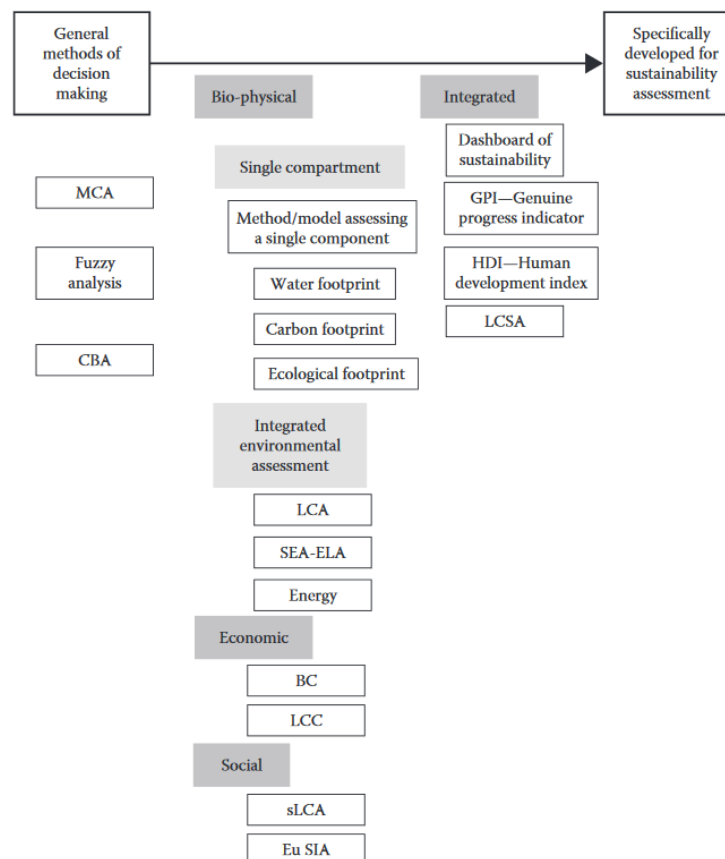 General
methods of
decision
making
Specifically
developed for
sustainability
assessment
Bio-physical
Integrated
Dashboard of
sustainability
Single compartment
MCA
GPI—Genuine
progress indicator
Method/model assessing
a single component
Fuzzy
analysis
HDI—Human
development index
Water footprint
LCSA
Carbon footprint
CBA
Ecological footprint
Integrated
environmental
assessment
LCA
SEA-ELA
Energy
Economic
BC
LCC
Social
sLCA
Eu SIA